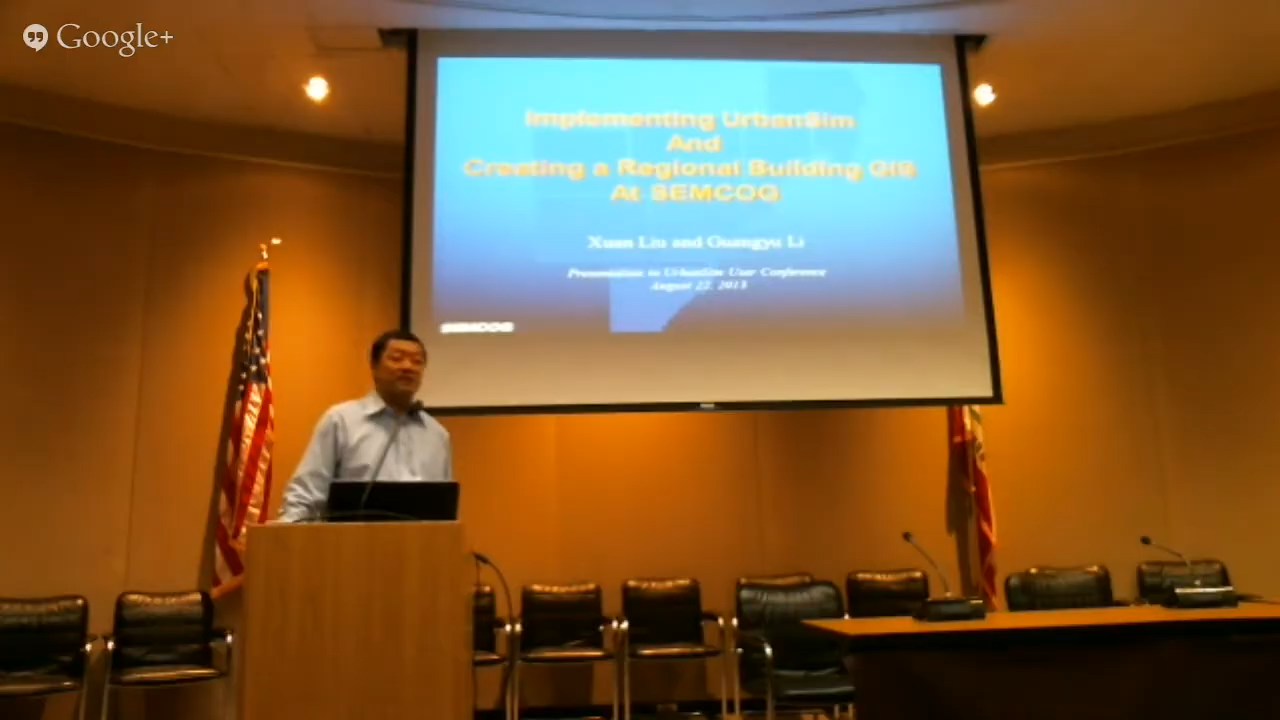 Google+
Implementing UrbanSim
And
Creating a Regional Building GIS
At SEMCOG
Xuan Liu and Guangyu Li
Presentation to UrbanSim User Conference
August 22, 2013
SEMCOG